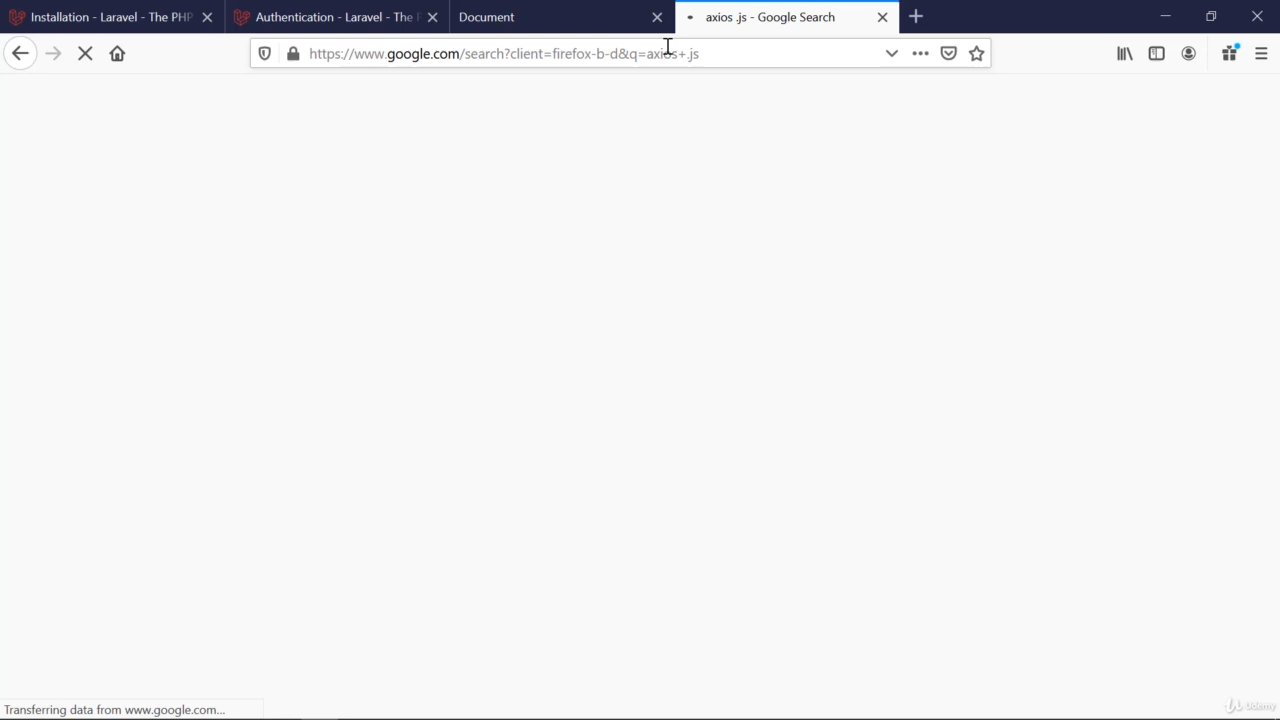 Installation - Laravel - The PHP
Authentication - Laravel - The P
Document
axios .js - Google Search
https://www.google.com/search?client=firefox-b-d&q=axios+.js
Transferring data from www.google.com...
Udemy